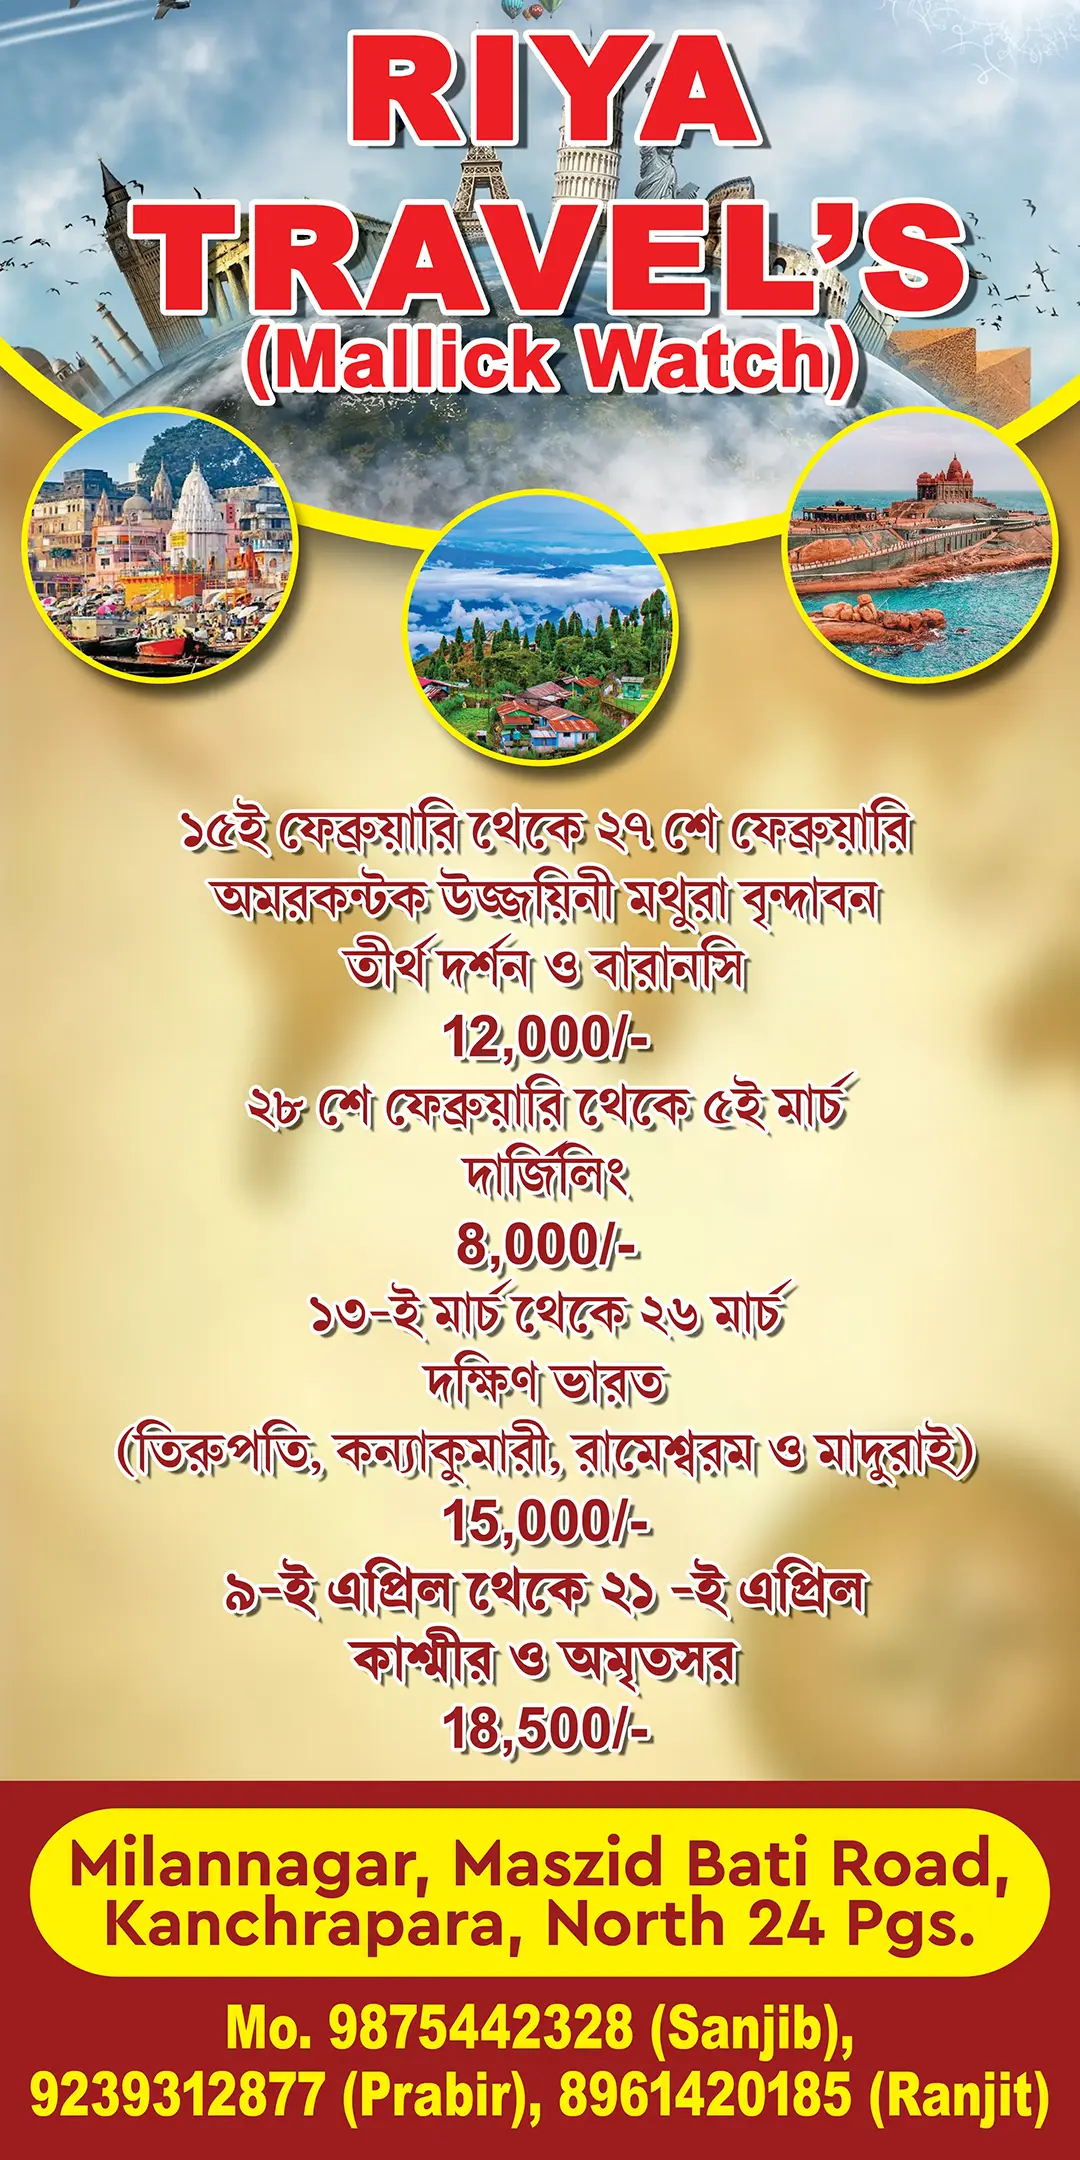 RIYA
TRAVEL'S
(Mallick Watch)
১৫ই ফেব্রুয়ারি থেকে ২৭ শে ফেব্রুয়ারি
অমরকন্টক উজ্জয়িনী মথুরা বৃন্দাবন
তীর্থ দর্শন ও বারানসি
12,000/-
২৮ শে ফেব্রুয়ারি থেকে ৫ই মার্চ
দার্জিলিং
8,000/-
১৩-ই মার্চ থেকে ২৬ মার্চ
দক্ষিণ ভারত
(তিরুপতি, কন্যাকুমারী, রামেশ্বরম ও মাদুরাই)
15,000/-
৯-ই এপ্রিল থেকে ২১ -ই এপ্রিল
কাশ্মীর ও অমৃতসর
18,500/-
Milannagar, Maszid Bati Road,
Kanchrapara, North 24 Pgs.
Mo. 9875442328 (Sanjib),
9239312877 (Prabir), 8961420185 (Ranjit)